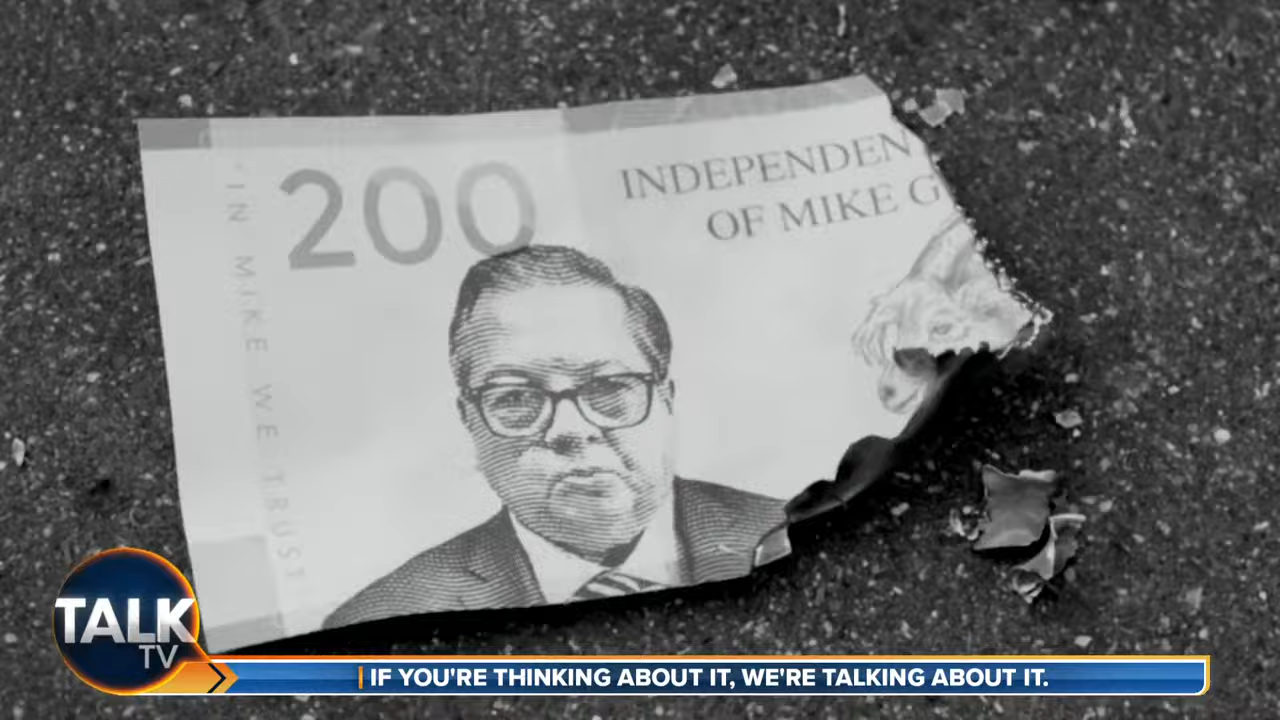 200
INDEPENDEN
OF MIKE G
IN MIKE WE TRUST
TALK
TV
IF YOU'RE THINKING ABOUT IT, WE'RE TALKING ABOUT IT.